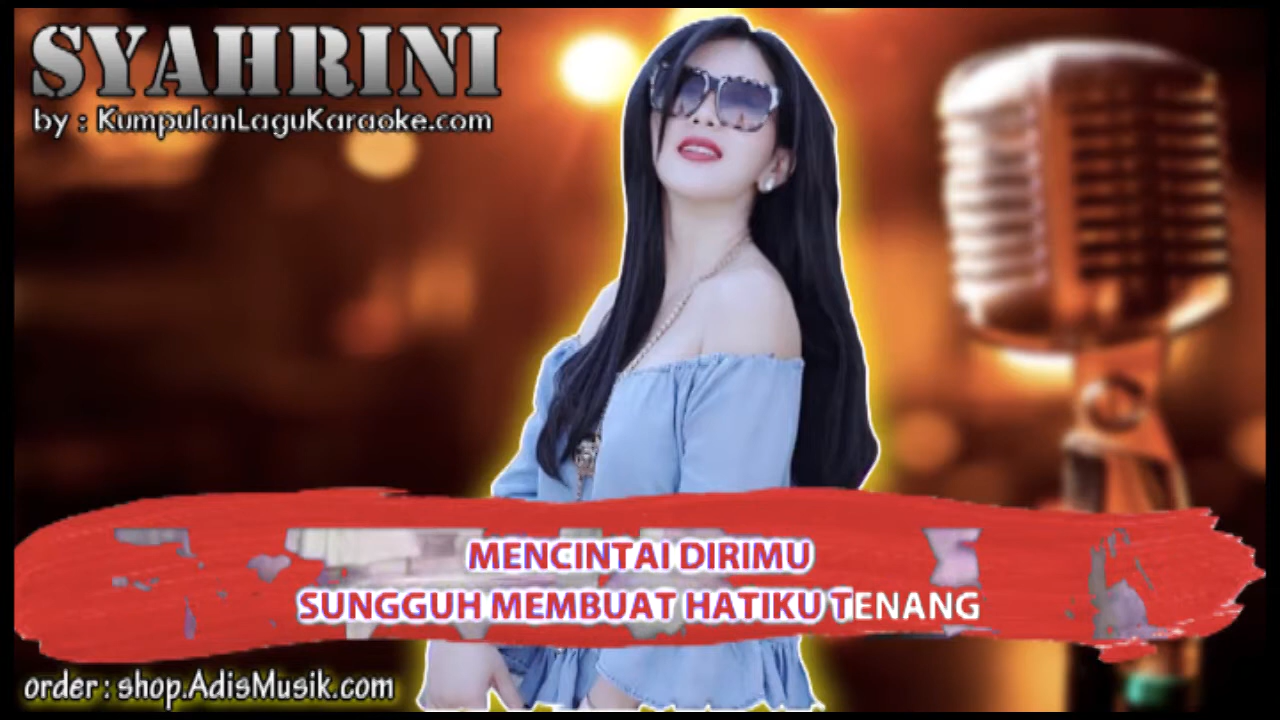 SYAHRINI
by : KumpulanLaguKaraoke.com
MENCINTAI DIRIMU
SUNGGUH MEMBUAT HATIKU TENANG
order : shop.AdisMusik.com